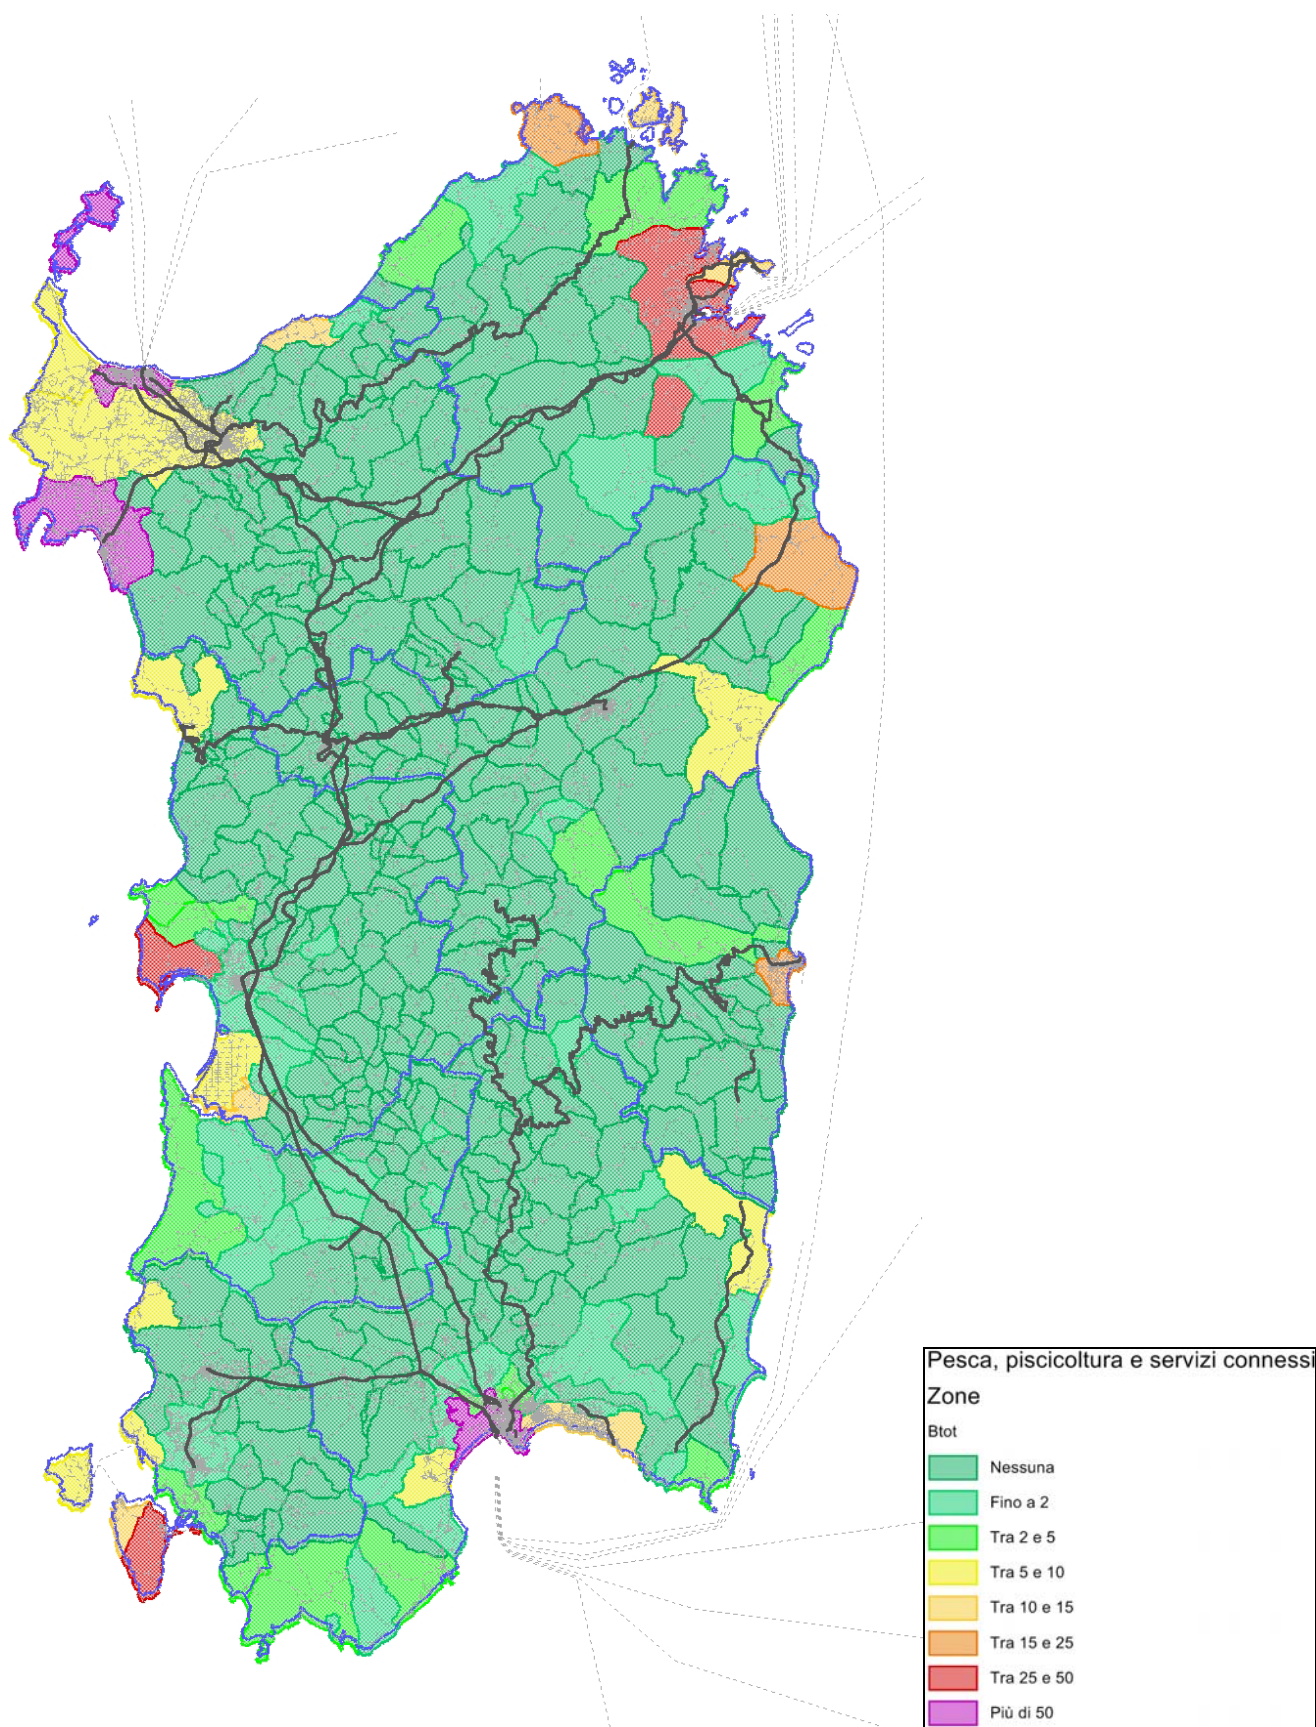 Pesca, piscicoltura e servizi connessi
Zone
Btot
Nessuna
Fino a 2
Tra 2 e 5
Tra 5 e 10
Tra 10 e 15
Tra 15 e 25
Tra 25 e 50
Più di 50